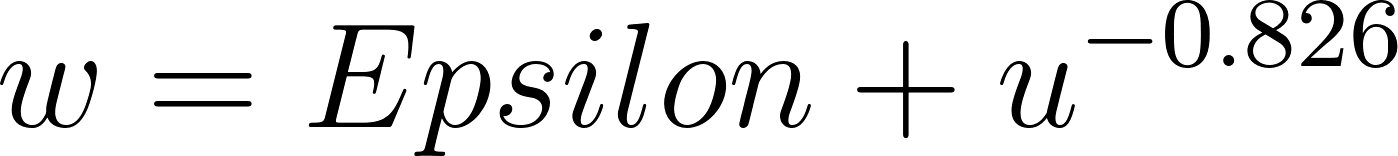 w = Epsilon + u^{-0.826}